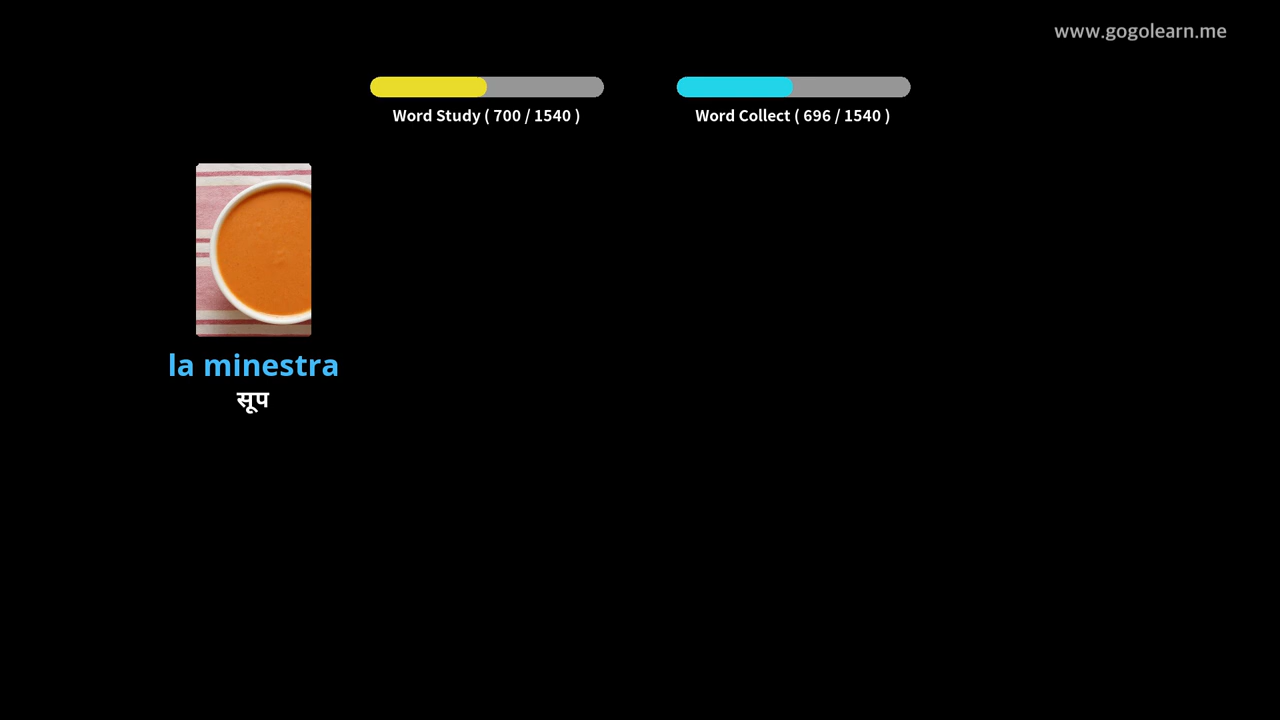 www.gogolearn.me
Word Study ( 700 / 1540 )
Word Collect ( 696 / 1540 )
la minestra
सूप